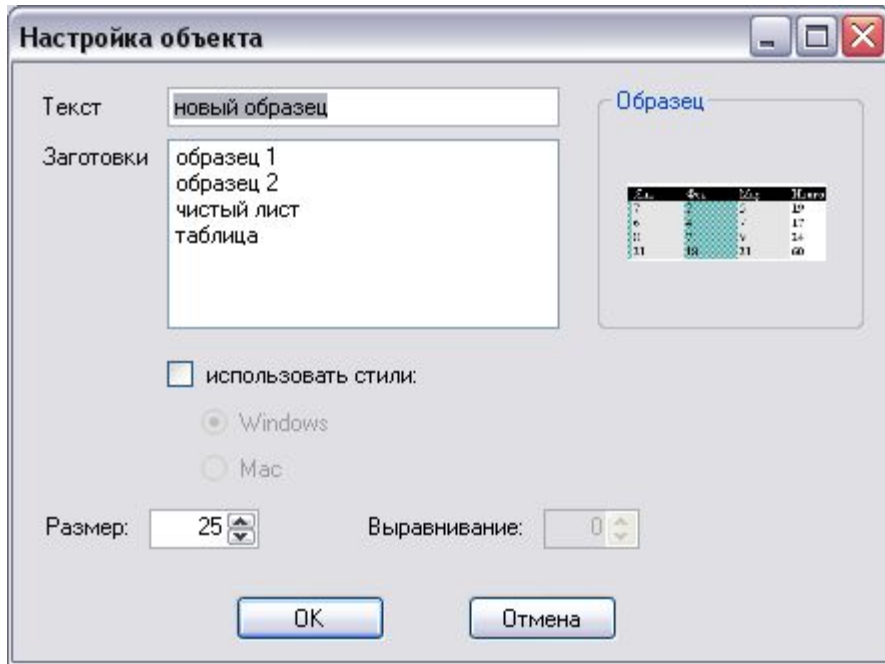 Настройка объекта
Текст
новый образец
Образец
Заготовки
образец 1
образец 2
чистый лист
таблица
использовать стили:
Windows
Mac
Размер:
25
Выравнивание:
0
OK
Отмена